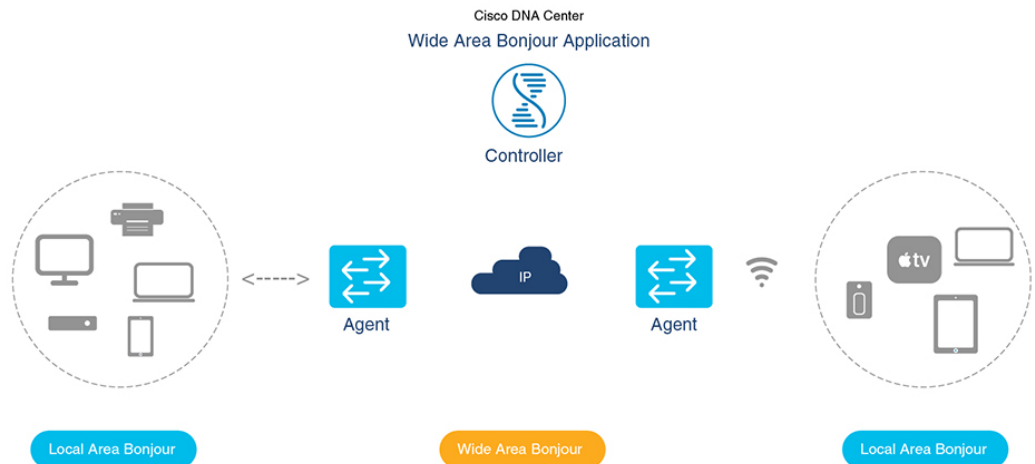 Cisco DNA Center
Wide Area Bonjour Application
Controller
tv
IP
Agent
Agent
Local Area Bonjour
Wide Area Bonjour
Local Area Bonjour